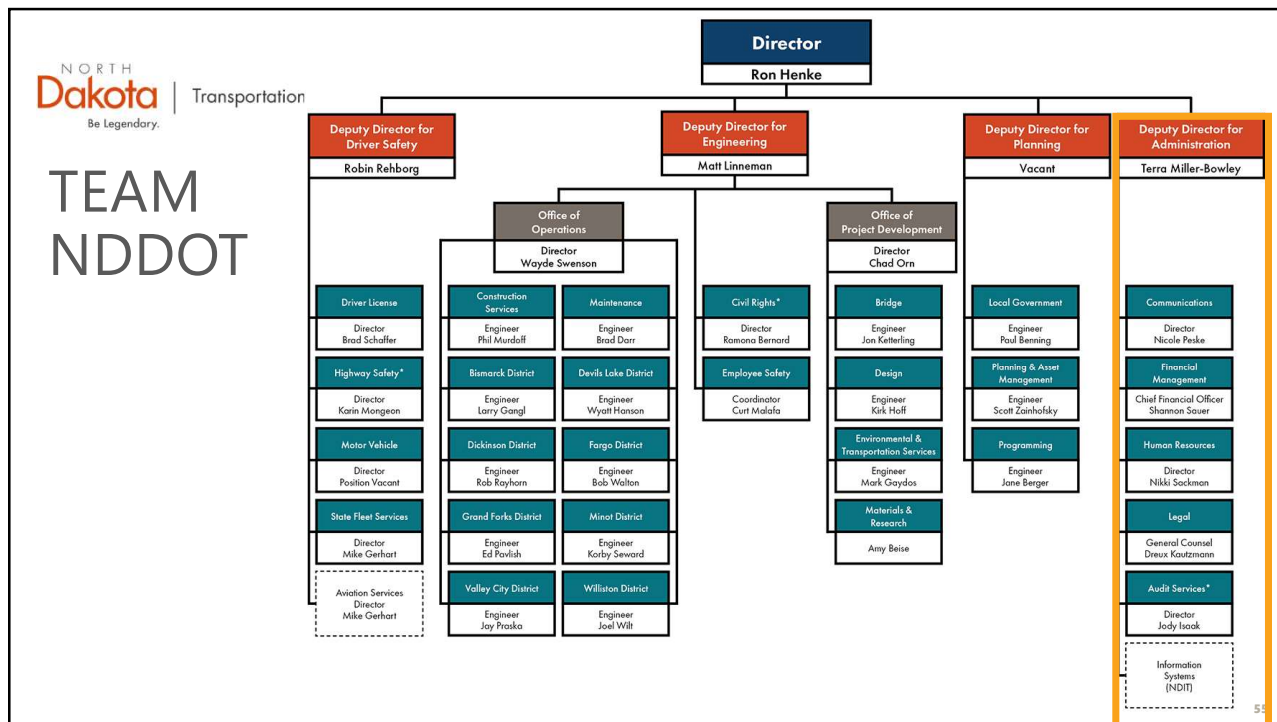 NORTH
Dakota | Transportation
Be Legendary.
TEAM
NDDOT
Director
Ron Henke
Deputy Director for
Driver Safety
Robin Rehborg
Deputy Director for
Engineering
Matt Linneman
Deputy Director for
Planning
Vacant
Deputy Director for
Administration
Terra Miller-Bowley
Office of
Operations
Director
Wayde Swenson
Office of
Project Development
Director
Chad Orn
Driver License
Director
Brad Schaffer
Highway Safety*
Director
Karin Mongeon
Motor Vehicle
Director
Position Vacant
State Fleet Services
Director
Mike Gerhart
Aviation Services
Director
Mike Gerhart
Construction
Services
Engineer
Phil Murdoff
Bismarck District
Engineer
Larry Gangl
Dickinson District
Engineer
Rob Rayhorn
Grand Forks District
Engineer
Ed Pavlish
Valley City District
Engineer
Jay Praska
Maintenance
Engineer
Brad Darr
Devils Lake District
Engineer
Wyatt Hanson
Fargo District
Engineer
Bob Walton
Minot District
Engineer
Korby Seward
Williston District
Engineer
Joel Wilt
Civil Rights*
Director
Ramona Bernard
Employee Safety
Coordinator
Curt Malafa
Bridge
Engineer
Jon Ketterling
Design
Engineer
Kirk Hoff
Environmental &
Transportation Services
Engineer
Mark Gaydos
Materials &
Research
Amy Beise
Local Government
Engineer
Paul Benning
Planning & Asset
Management
Engineer
Scott Zainhofsky
Programming
Engineer
Jane Berger
Communications
Director
Nicole Peske
Financial
Management
Chief Financial Officer
Shannon Sauer
Human Resources
Director
Nikki Sackman
Legal
General Counsel
Dreux Kautzmann
Audit Services*
Director
Jody Isaak
Information
Systems
(NDIT)
55